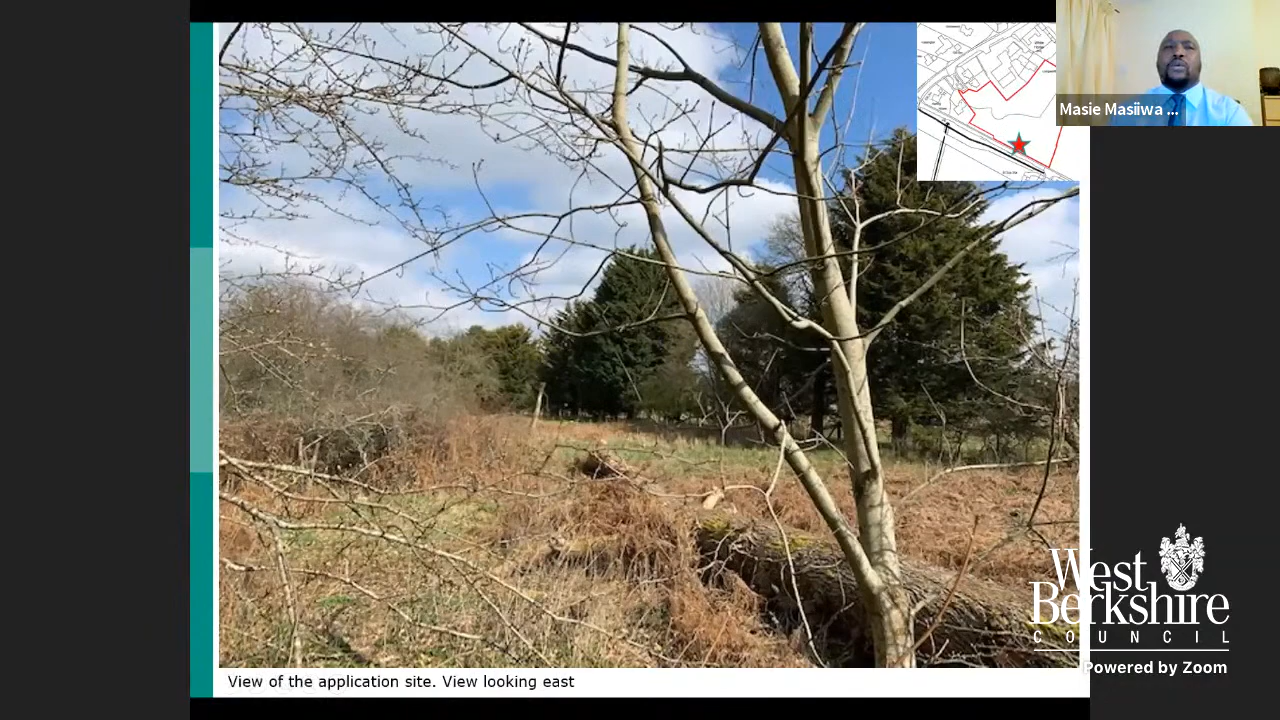 Masie Masiiwa ...
West
Berkshire
COUNCIL
Powered by Zoom
View of the application site. View looking east